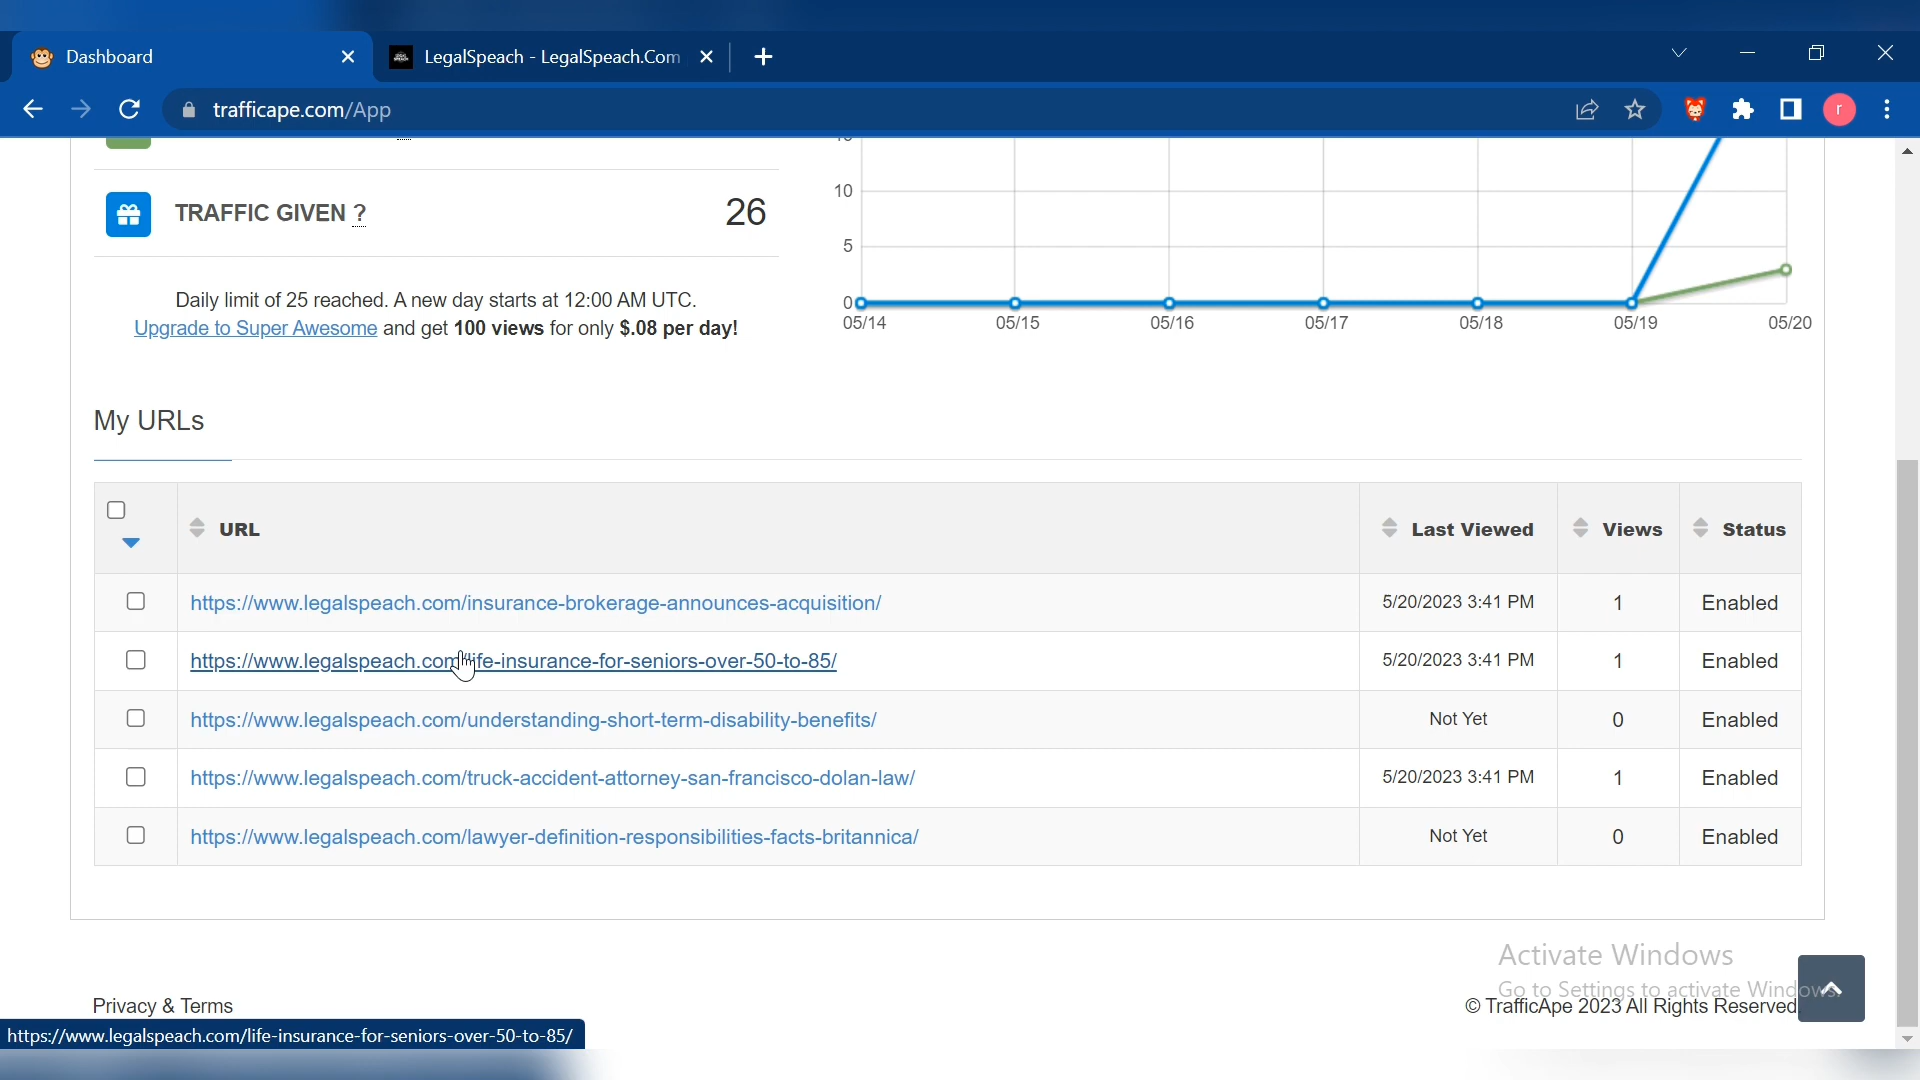 Dashboard
LegalSpeach - LegalSpeach.Com
trafficape.com/App
TRAFFIC GIVEN ?
26
Daily limit of 25 reached. A new day starts at 12:00 AM UTC.
Upgrade to Super Awesome and get 100 views for only $.08 per day!
10
5
0
05/14 05/15 05/16 05/17 05/18 05/19 05/20
My URLs
URL Last Viewed Views Status
https://www.legalspeach.com/insurance-brokerage-announces-acquisition/ 5/20/2023 3:41 PM 1 Enabled
https://www.legalspeach.com/life-insurance-for-seniors-over-50-to-85/ 5/20/2023 3:41 PM 1 Enabled
https://www.legalspeach.com/understanding-short-term-disability-benefits/ Not Yet 0 Enabled
https://www.legalspeach.com/truck-accident-attorney-san-francisco-dolan-law/ 5/20/2023 3:41 PM 1 Enabled
https://www.legalspeach.com/lawyer-definition-responsibilities-facts-britannica/ Not Yet 0 Enabled
Activate Windows
Go to Settings to activate Windows.
Privacy & Terms
© TrafficApe 2023 All Rights Reserved.
https://www.legalspeach.com/life-insurance-for-seniors-over-50-to-85/
r